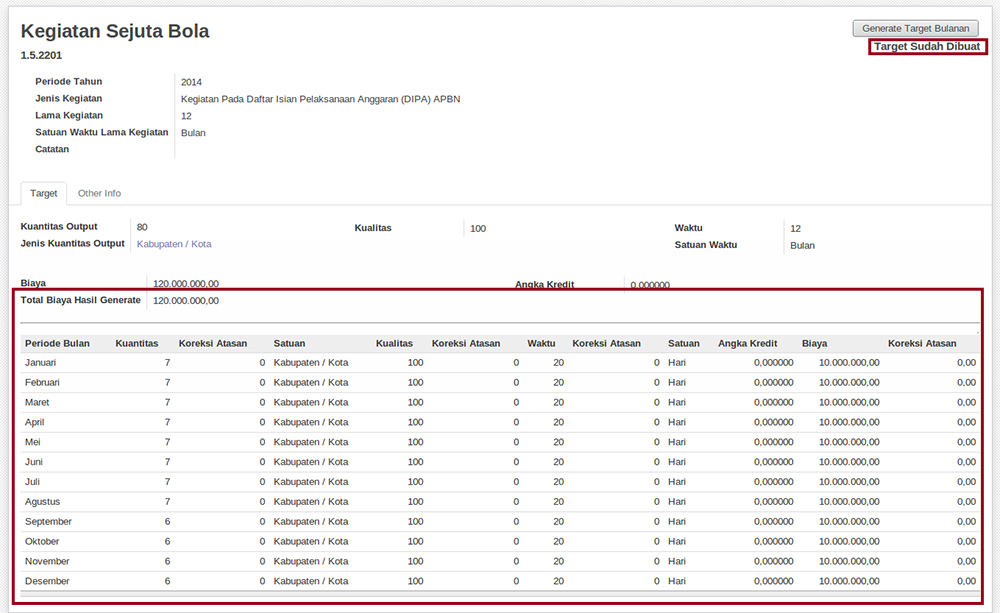 Kegiatan Sejuta Bola
Generate Target Bulanan
Target Sudah Dibuat
1.5.2201
Periode Tahun 2014
Jenis Kegiatan Kegiatan Pada Daftar Isian Pelaksanaan Anggaran (DIPA) APBN
Lama Kegiatan 12
Satuan Waktu Lama Kegiatan Bulan
Catatan
Target Other Info
Kuantitas Output 80 Kualitas 100 Waktu 12
Jenis Kuantitas Output Kabupaten / Kota Satuan Waktu Bulan
Biaya 120.000.000,00 Angka Kredit 0,000000
Total Biaya Hasil Generate 120.000.000,00
Periode Bulan Kuantitas Koreksi Atasan Satuan Kualitas Koreksi Atasan Waktu Koreksi Atasan Satuan Angka Kredit Biaya Koreksi Atasan
Januari 7 0 Kabupaten / Kota 100 0 20 0 Hari 0,000000 10.000.000,00 0,00
Februari 7 0 Kabupaten / Kota 100 0 20 0 Hari 0,000000 10.000.000,00 0,00
Maret 7 0 Kabupaten / Kota 100 0 20 0 Hari 0,000000 10.000.000,00 0,00
April 7 0 Kabupaten / Kota 100 0 20 0 Hari 0,000000 10.000.000,00 0,00
Mei 7 0 Kabupaten / Kota 100 0 20 0 Hari 0,000000 10.000.000,00 0,00
Juni 7 0 Kabupaten / Kota 100 0 20 0 Hari 0,000000 10.000.000,00 0,00
Juli 7 0 Kabupaten / Kota 100 0 20 0 Hari 0,000000 10.000.000,00 0,00
Agustus 7 0 Kabupaten / Kota 100 0 20 0 Hari 0,000000 10.000.000,00 0,00
September 6 0 Kabupaten / Kota 100 0 20 0 Hari 0,000000 10.000.000,00 0,00
Oktober 6 0 Kabupaten / Kota 100 0 20 0 Hari 0,000000 10.000.000,00 0,00
November 6 0 Kabupaten / Kota 100 0 20 0 Hari 0,000000 10.000.000,00 0,00
Desember 6 0 Kabupaten / Kota 100 0 20 0 Hari 0,000000 10.000.000,00 0,00